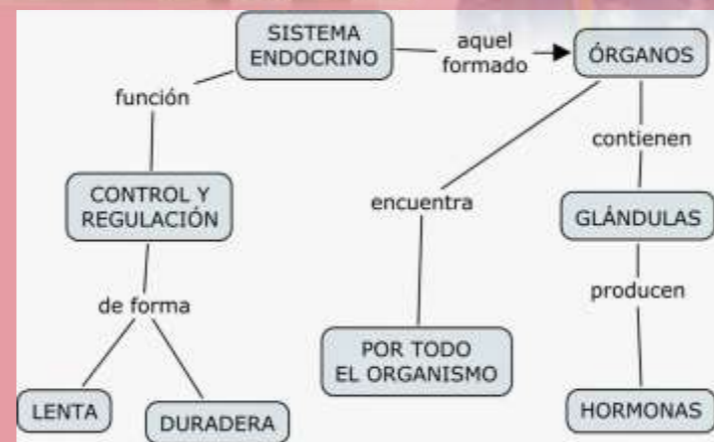 SISTEMA
ENDOCRINO
aquel
formado
ÓRGANOS
función
contienen
CONTROL Y
REGULACIÓN
encuentra
GLÁNDULAS
de forma
producen
POR TODO
EL ORGANISMO
LENTA
DURADERA
HORMONAS